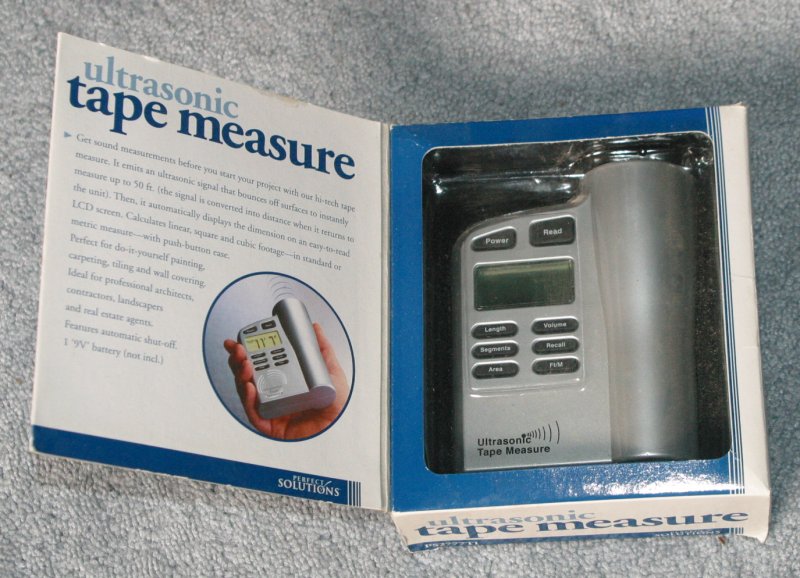 ultrasonic
tape measure
Get sound measurements before you start your project with our hi-tech tape
measure. It emits an ultrasonic signal that bounces off surfaces to instantly
measure up to 50 ft. (the signal is converted into distance when it returns to
the unit). Then, it automatically displays the dimension on an easy-to-read
LCD screen. Calculates linear, square and cubic footage—in standard or
metric measure—with push-button ease.
Perfect for do-it-yourself painting,
carpeting, tiling and wall covering.
Ideal for professional architects,
contractors, landscapers
and real estate agents.
Features automatic shut-off.
1 '9V' battery (not incl.)
PERFECT
SOLUTIONS
Power
Read
Length
Volume
Segments
Recall
Area
Ft/M
Ultrasonic
Tape Measure
ultrasonic
tape measure
SOLUTIONS